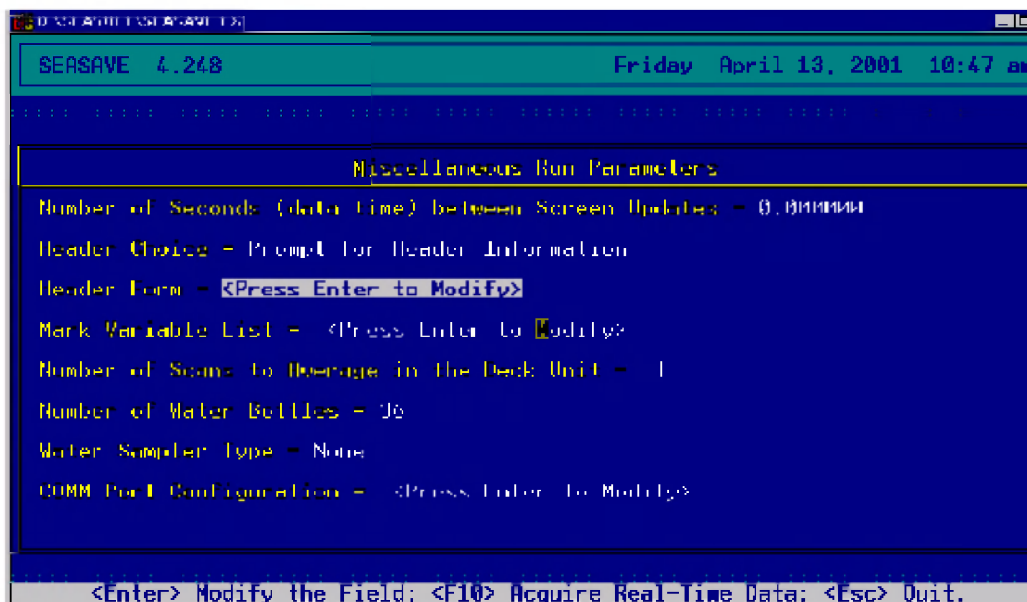 SEASAVE 4.248 Friday April 13, 2001 10:47 am
Miscellaneous Run Parameters
Number of Seconds (data time) between Screen Updates - 0.000000
Header Choice - Prompt for Header Information
Header Form - <Press Enter to Modify>
Mark Variable List - <Press Enter to Modify>
Number of Scans to Average in the Deck Unit - 1
Number of Water Bottles - 36
Water Sampler Type - None
COMM Port Configuration - <Press Enter to Modify>
<Enter> Modify the Field; <F10> Acquire Real-Time Data; <Esc> Quit.